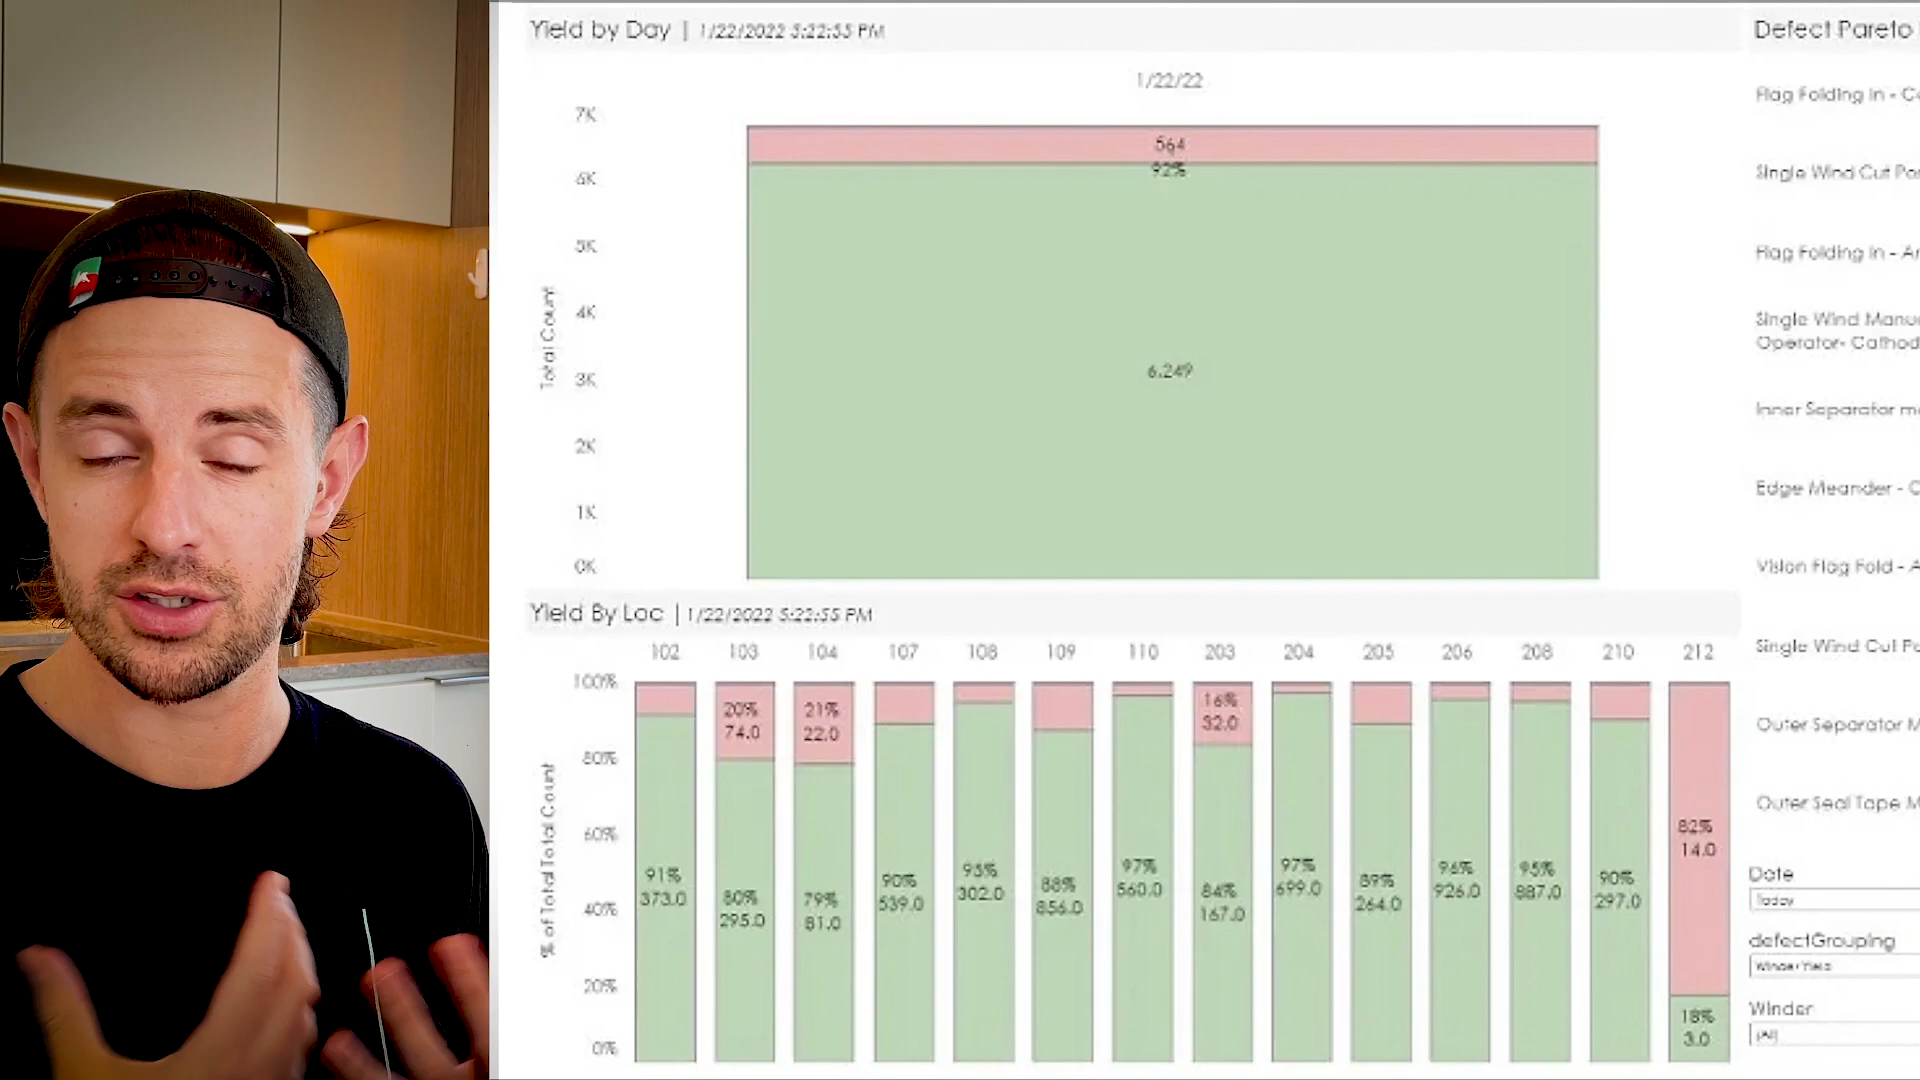 Yield by Day | 1/22/2022 5:22:55 PM
1/22/22
7K
6K
5K
4K
3K
2K
1K
0K
Total Count
564
92%
6,249
Yield By Loc | 1/22/2022 5:22:55 PM
102 103 104 107 108 109 110 203 204 205 206 208 210 212
100%
80%
60%
40%
20%
0%
% of Total Total Count
91%
373.0
20%
74.0
80%
295.0
21%
22.0
79%
81.0
90%
539.0
95%
302.0
88%
856.0
97%
560.0
16%
32.0
84%
167.0
97%
699.0
89%
264.0
96%
926.0
95%
887.0
90%
297.0
82%
14.0
18%
3.0
Defect Pareto
Flag Folding In - C
Single Wind Cut Po
Flag Folding In - A
Single Wind Manu
Operator- Cathod
Inner Separator m
Edge Meander - C
Vision Flag Fold - A
Single Wind Cut P
Outer Separator M
Outer Seal Tape M
Date
Today
defectGrouping
Winder Yield
Winder
(All)